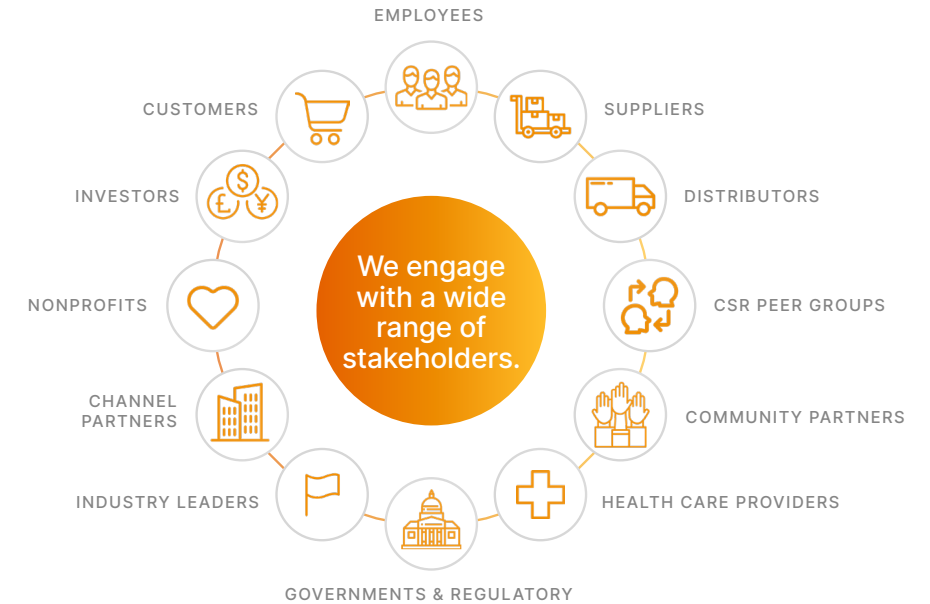 EMPLOYEES
CUSTOMERS
SUPPLIERS
INVESTORS
$
£
¥
DISTRIBUTORS
We engage
with a wide
range of
stakeholders.
NONPROFITS
CSR PEER GROUPS
CHANNEL
PARTNERS
COMMUNITY PARTNERS
INDUSTRY LEADERS
HEALTH CARE PROVIDERS
GOVERNMENTS & REGULATORY